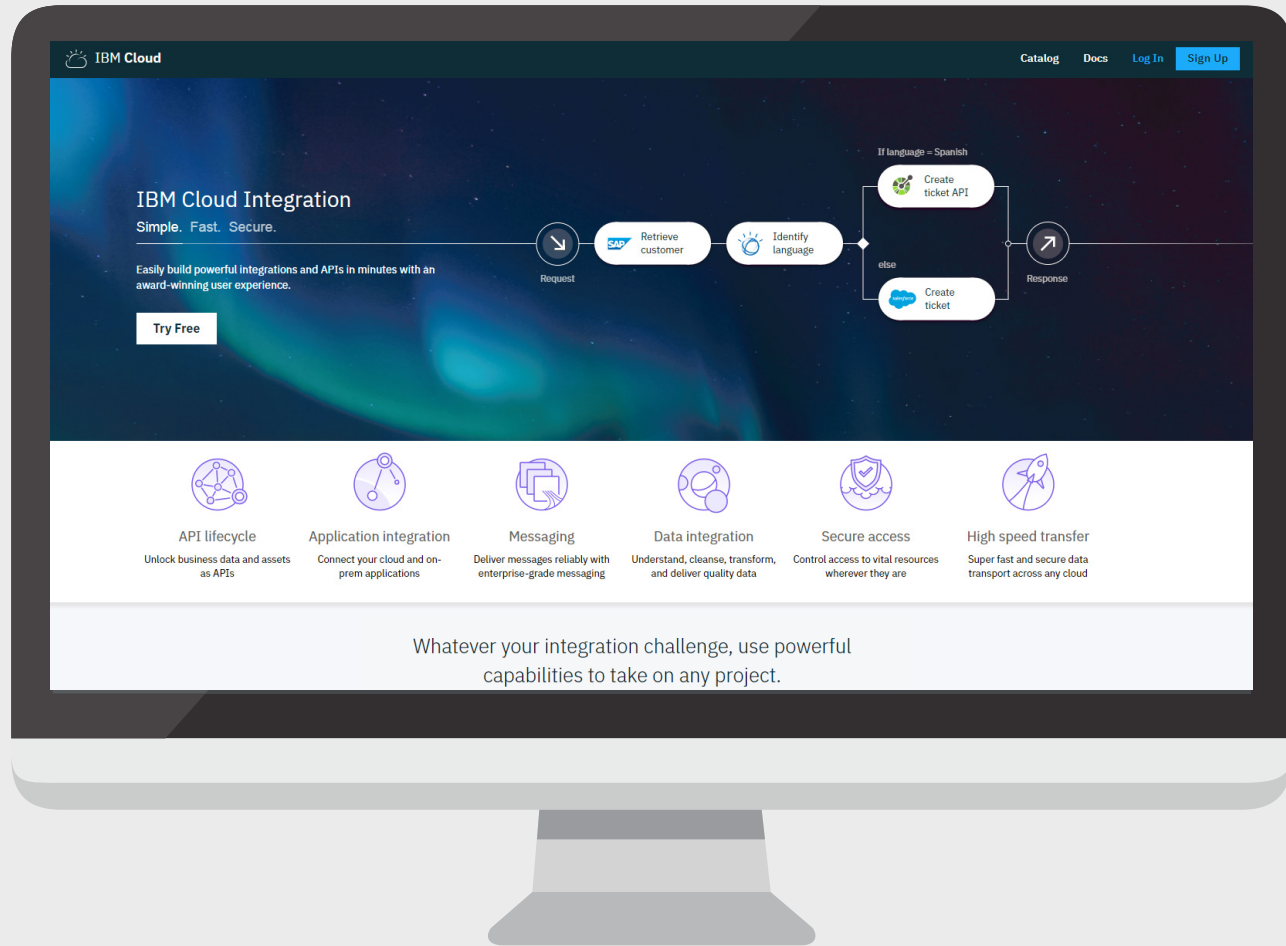 IBM Cloud
Catalog
Docs
Log In
Sign Up
IBM Cloud Integration
Simple. Fast. Secure.
Easily build powerful integrations and APIs in minutes with an
award-winning user experience.
Try Free
Request
SAP
Retrieve
customer
Identify
language
If language = Spanish
Create
ticket API
else
salesforce
Create
ticket
Response
API lifecycle
Unlock business data and assets
as APIs
Application integration
Connect your cloud and on-
prem applications
Messaging
Deliver messages reliably with
enterprise-grade messaging
Data integration
Understand, cleanse, transform,
and deliver quality data
Secure access
Control access to vital resources
wherever they are
High speed transfer
Super fast and secure data
transport across any cloud
Whatever your integration challenge, use powerful
capabilities to take on any project.